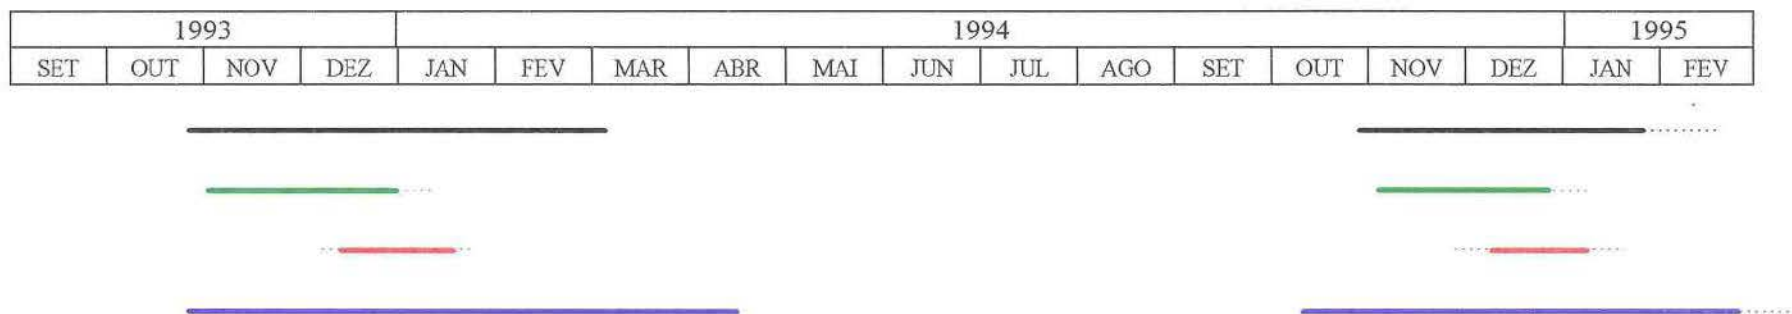 1993 1994 1995
SET OUT NOV DEZ JAN FEV MAR ABR MAI JUN JUL AGO SET OUT NOV DEZ JAN FEV